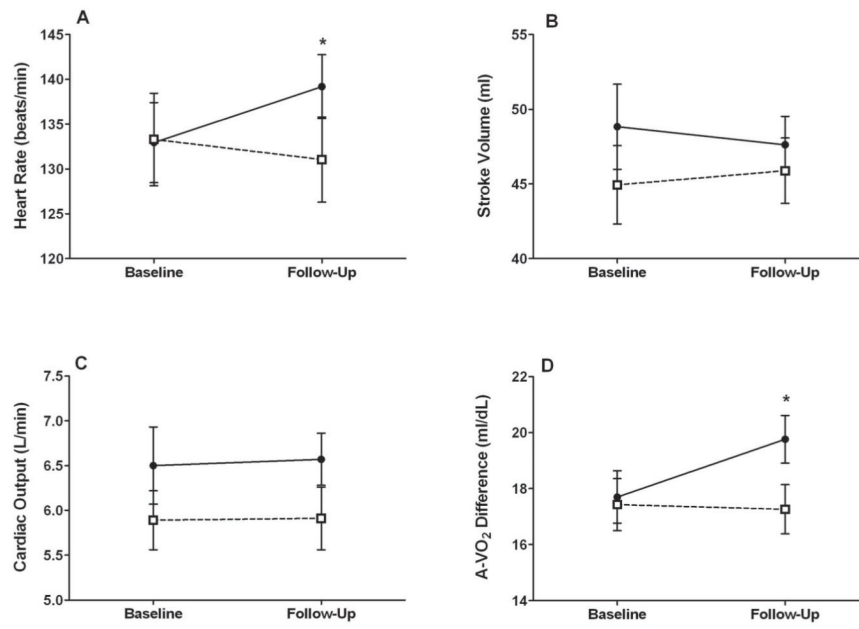 A
Heart Rate (beats/min)
145
140
135
130
125
120
*
Baseline
Follow-Up
B
Stroke Volume (ml)
55
50
45
40
Baseline
Follow-Up
C
Cardiac Output (L/min)
7.5
7.0
6.5
6.0
5.5
5.0
Baseline
Follow-Up
D
A-VO₂ Difference (ml/dL)
22
20
18
16
14
*
Baseline
Follow-Up